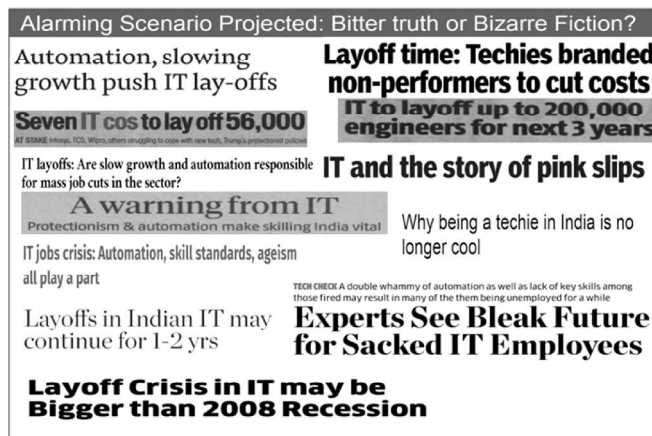 Alarming Scenario Projected: Bitter truth or Bizarre Fiction?
Automation, slowing
growth push IT lay-offs
Layoff time: Techies branded
non-performers to cut costs
Seven IT cos to lay off 56,000
AT STAKE Infosys, TCS, Wipro, others struggling to cope with new tech, Trump's protectionist policies
IT to layoff up to 200,000
engineers for next 3 years
IT layoffs: Are slow growth and automation responsible
for mass job cuts in the sector?
IT and the story of pink slips
A warning from IT
Protectionism & automation make skilling India vital
Why being a techie in India is no
longer cool
IT jobs crisis: Automation, skill standards, ageism
all play a part
TECH CHECK A double whammy of automation as well as lack of key skills among
those fired may result in many of the them being unemployed for a while
Layoffs in Indian IT may
continue for 1-2 yrs
Experts See Bleak Future
for Sacked IT Employees
Layoff Crisis in IT may be
Bigger than 2008 Recession